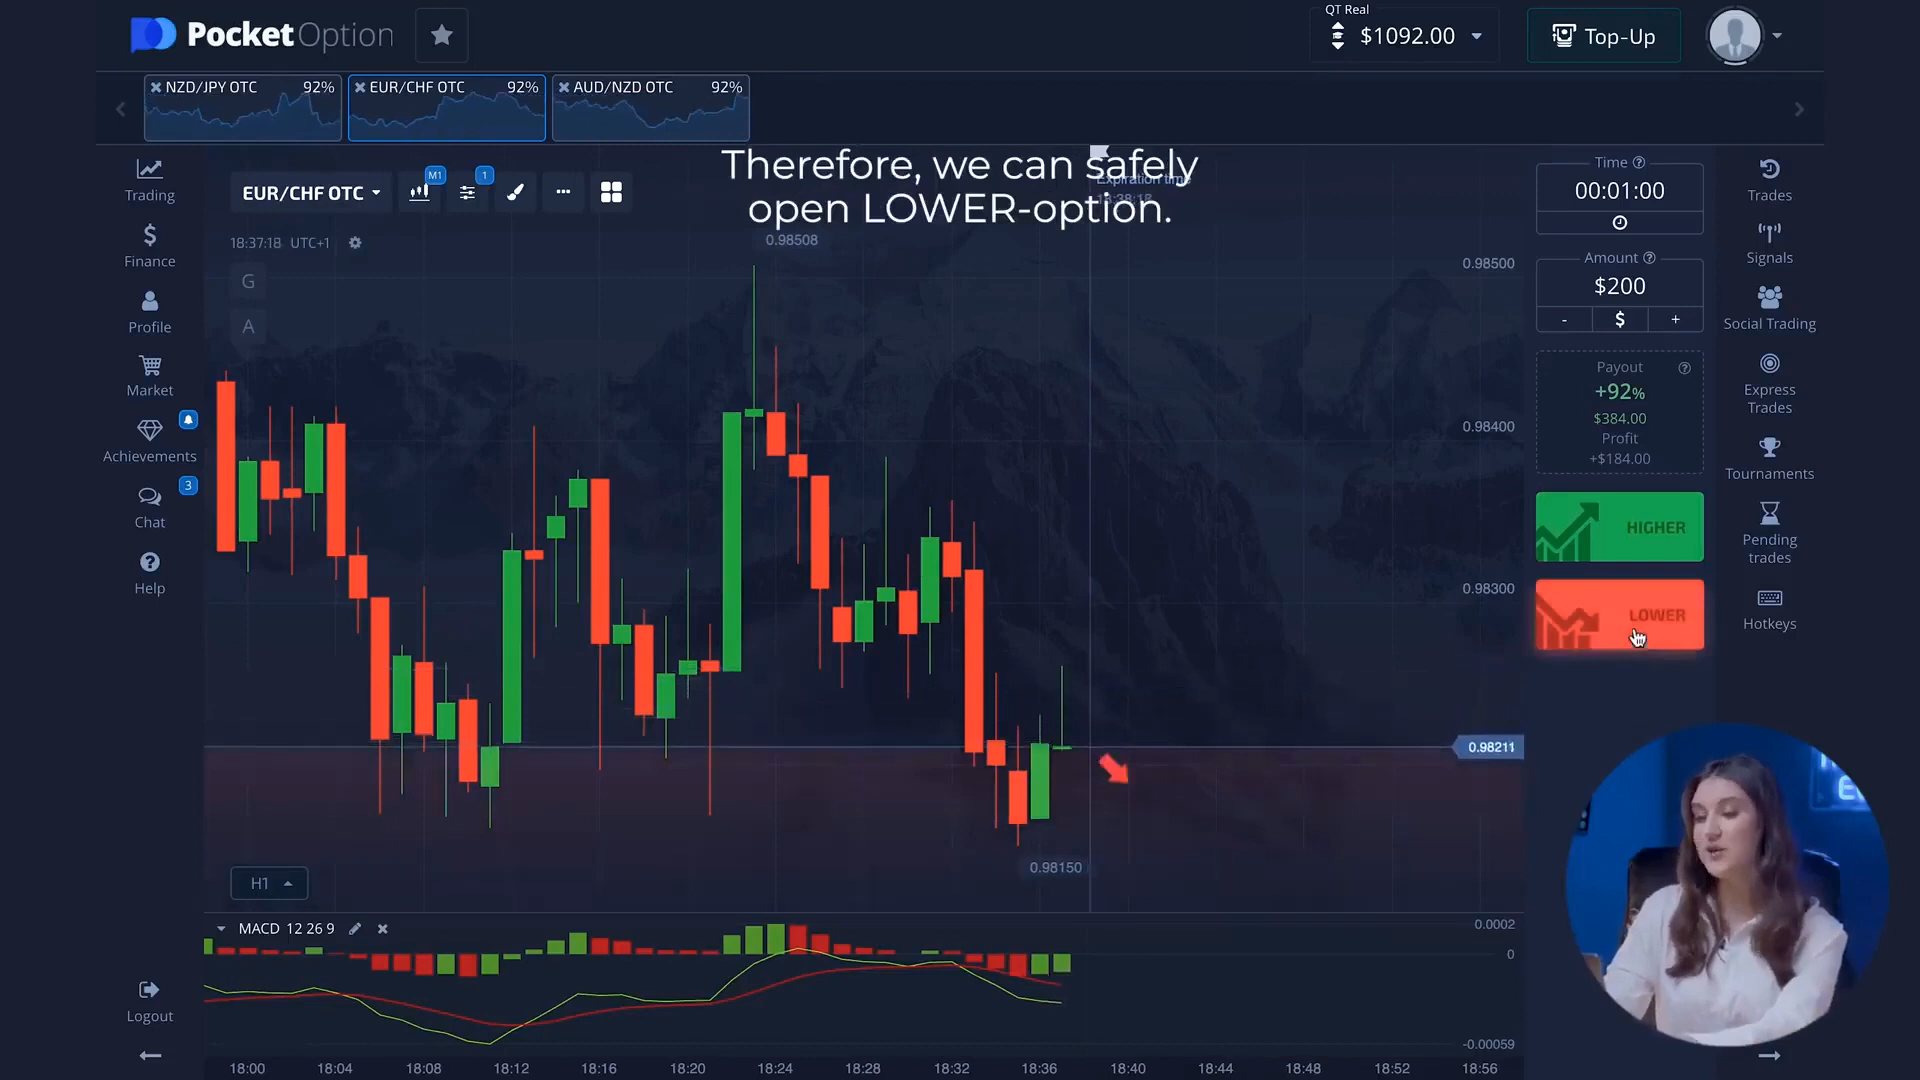 PocketOption
QT Real
$1092.00
Top-Up
NZD/JPY OTC 92%
EUR/CHF OTC 92%
AUD/NZD OTC 92%
Therefore, we can safely
open LOWER-option.
Expiration time
Trading
Finance
Profile
Market
Achievements
3
Chat
Help
Logout
EUR/CHF OTC
M1
1
18:37:18 UTC+1
G
A
0.98508
0.98500
0.98400
0.98300
0.98211
0.98150
H1
MACD 12 26 9
0.0002
0
-0.00059
18:00 18:04 18:08 18:12 18:16 18:20 18:24 18:28 18:32 18:36 18:40 18:44 18:48 18:52 18:56
Time
00:01:00
Amount
$200
- $ +
Payout
+92%
$384.00
Profit
+$184.00
HIGHER
LOWER
Trades
Signals
Social Trading
Express
Trades
Tournaments
Pending
trades
Hotkeys